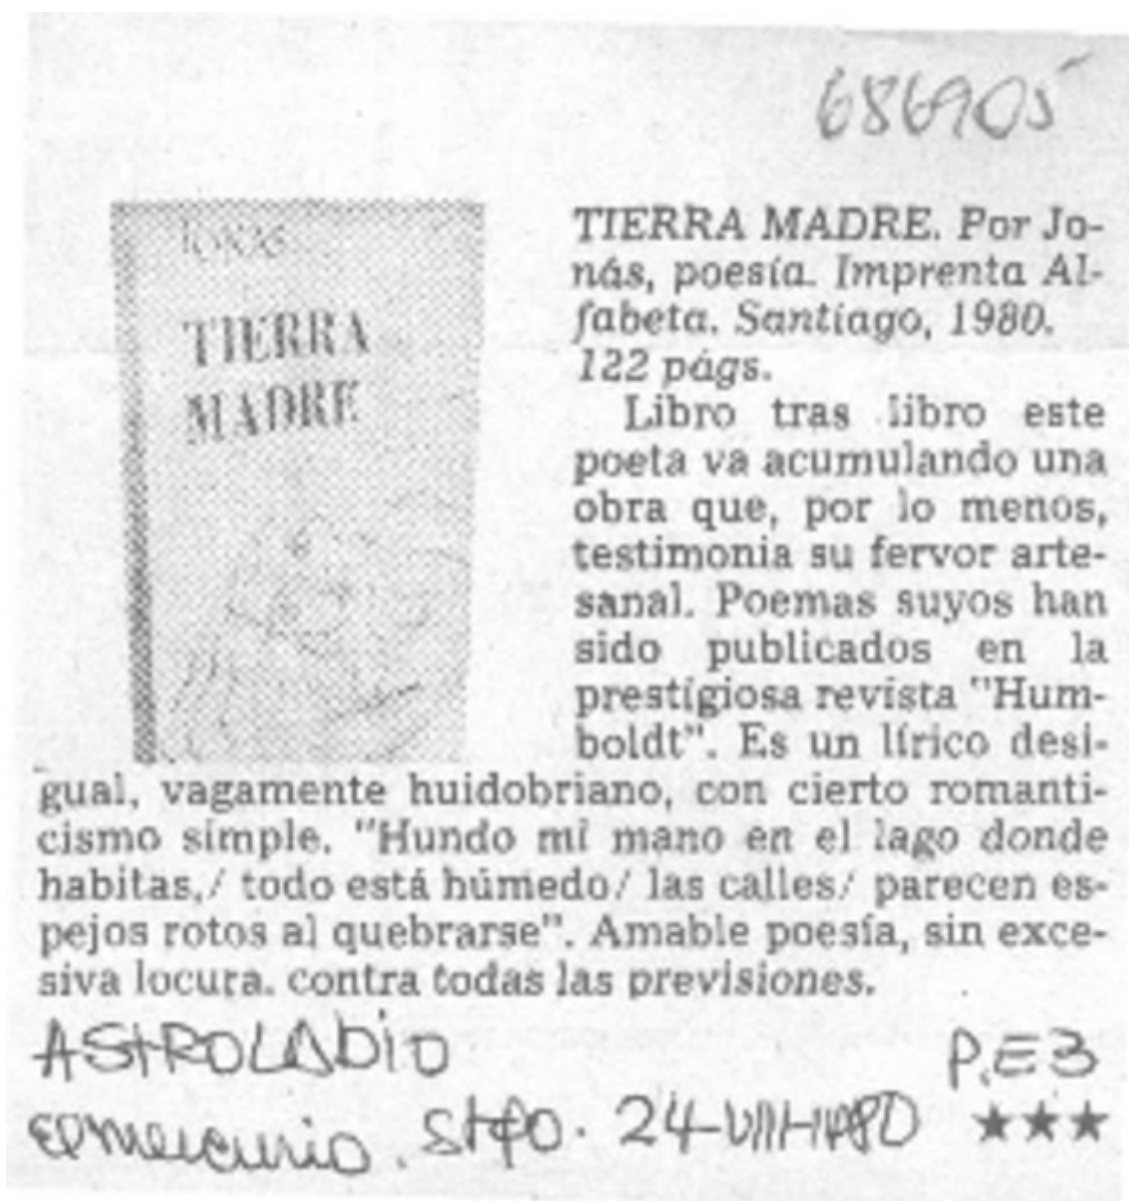 686905
Jonás
TIERRA
MADRE
TIERRA MADRE. Por Jo-
nás, poesía. Imprenta Al-
fabeta. Santiago, 1980.
122 págs.
Libro tras libro este
poeta va acumulando una
obra que, por lo menos,
testimonia su fervor arte-
sanal. Poemas suyos han
sido publicados en la
prestigiosa revista "Hum-
boldt". Es un lírico desi-
gual, vagamente huidobriano, con cierto romanti-
cismo simple. "Hundo mi mano en el lago donde
habitas,/ todo está húmedo/ las calles/ parecen es-
pejos rotos al quebrarse". Amable poesía, sin exce-
siva locura. contra todas las previsiones.
ASTROLABIO P.E3
El Mercurio. Stgo. 24-VIII-1980 ★★★